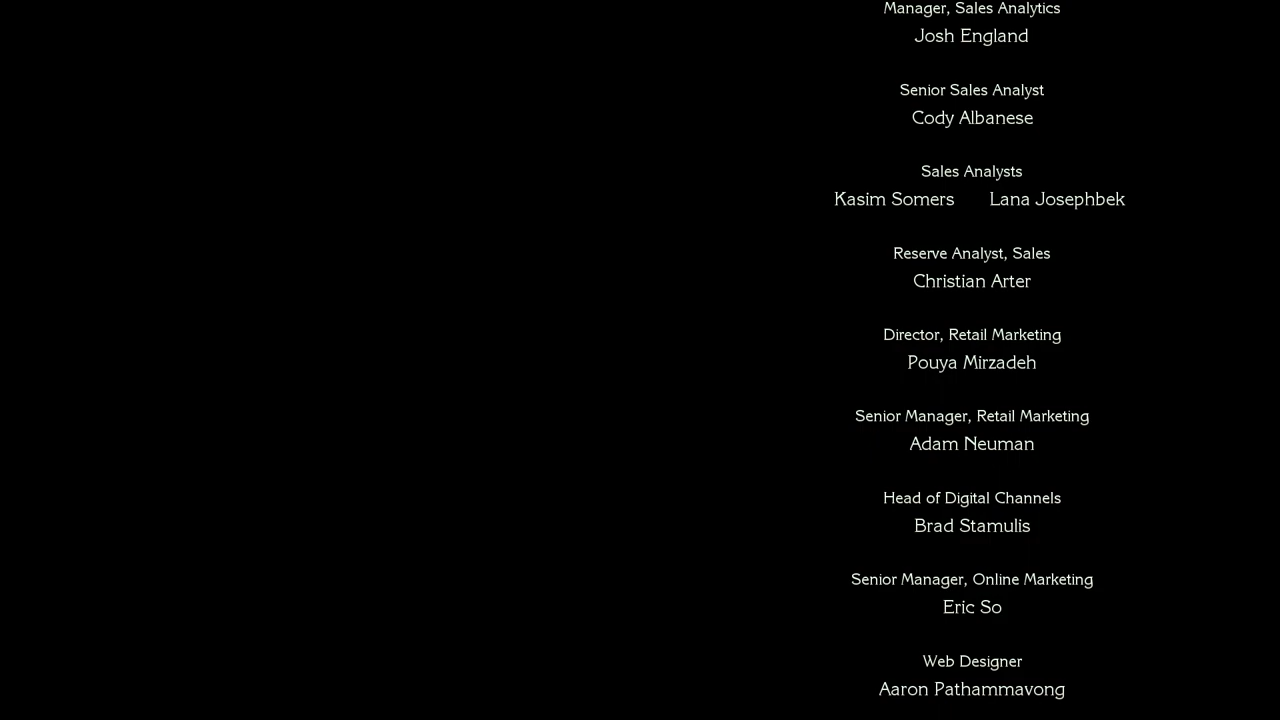 Manager, Sales Analytics
Josh England
Senior Sales Analyst
Cody Albanese
Sales Analysts
Kasim Somers Lana Josephbek
Reserve Analyst, Sales
Christian Arter
Director, Retail Marketing
Pouya Mirzadeh
Senior Manager, Retail Marketing
Adam Neuman
Head of Digital Channels
Brad Stamulis
Senior Manager, Online Marketing
Eric So
Web Designer
Aaron Pathammavong